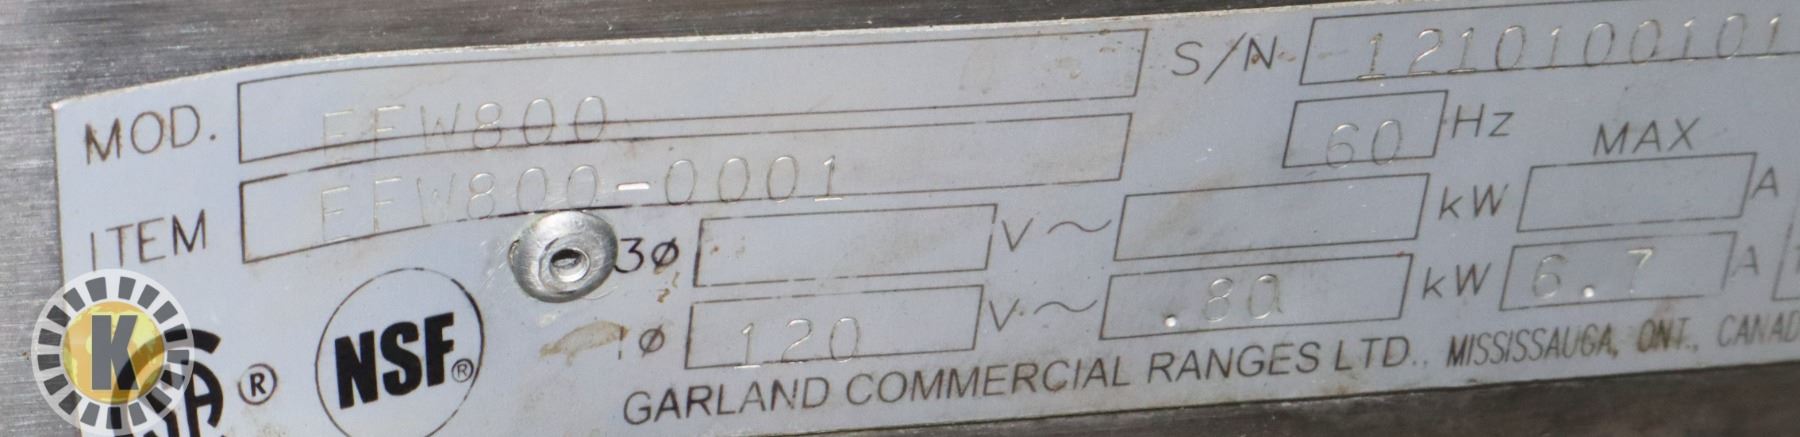 MOD. EFW800 S/N 1210100101
ITEM EFW800-0001 60 Hz MAX
3ø V~ kW A
1ø 120 V~ .80 kW 6.7 A
NSF®
®
GARLAND COMMERCIAL RANGES LTD., MISSISSAUGA, ONT., CANAD
K